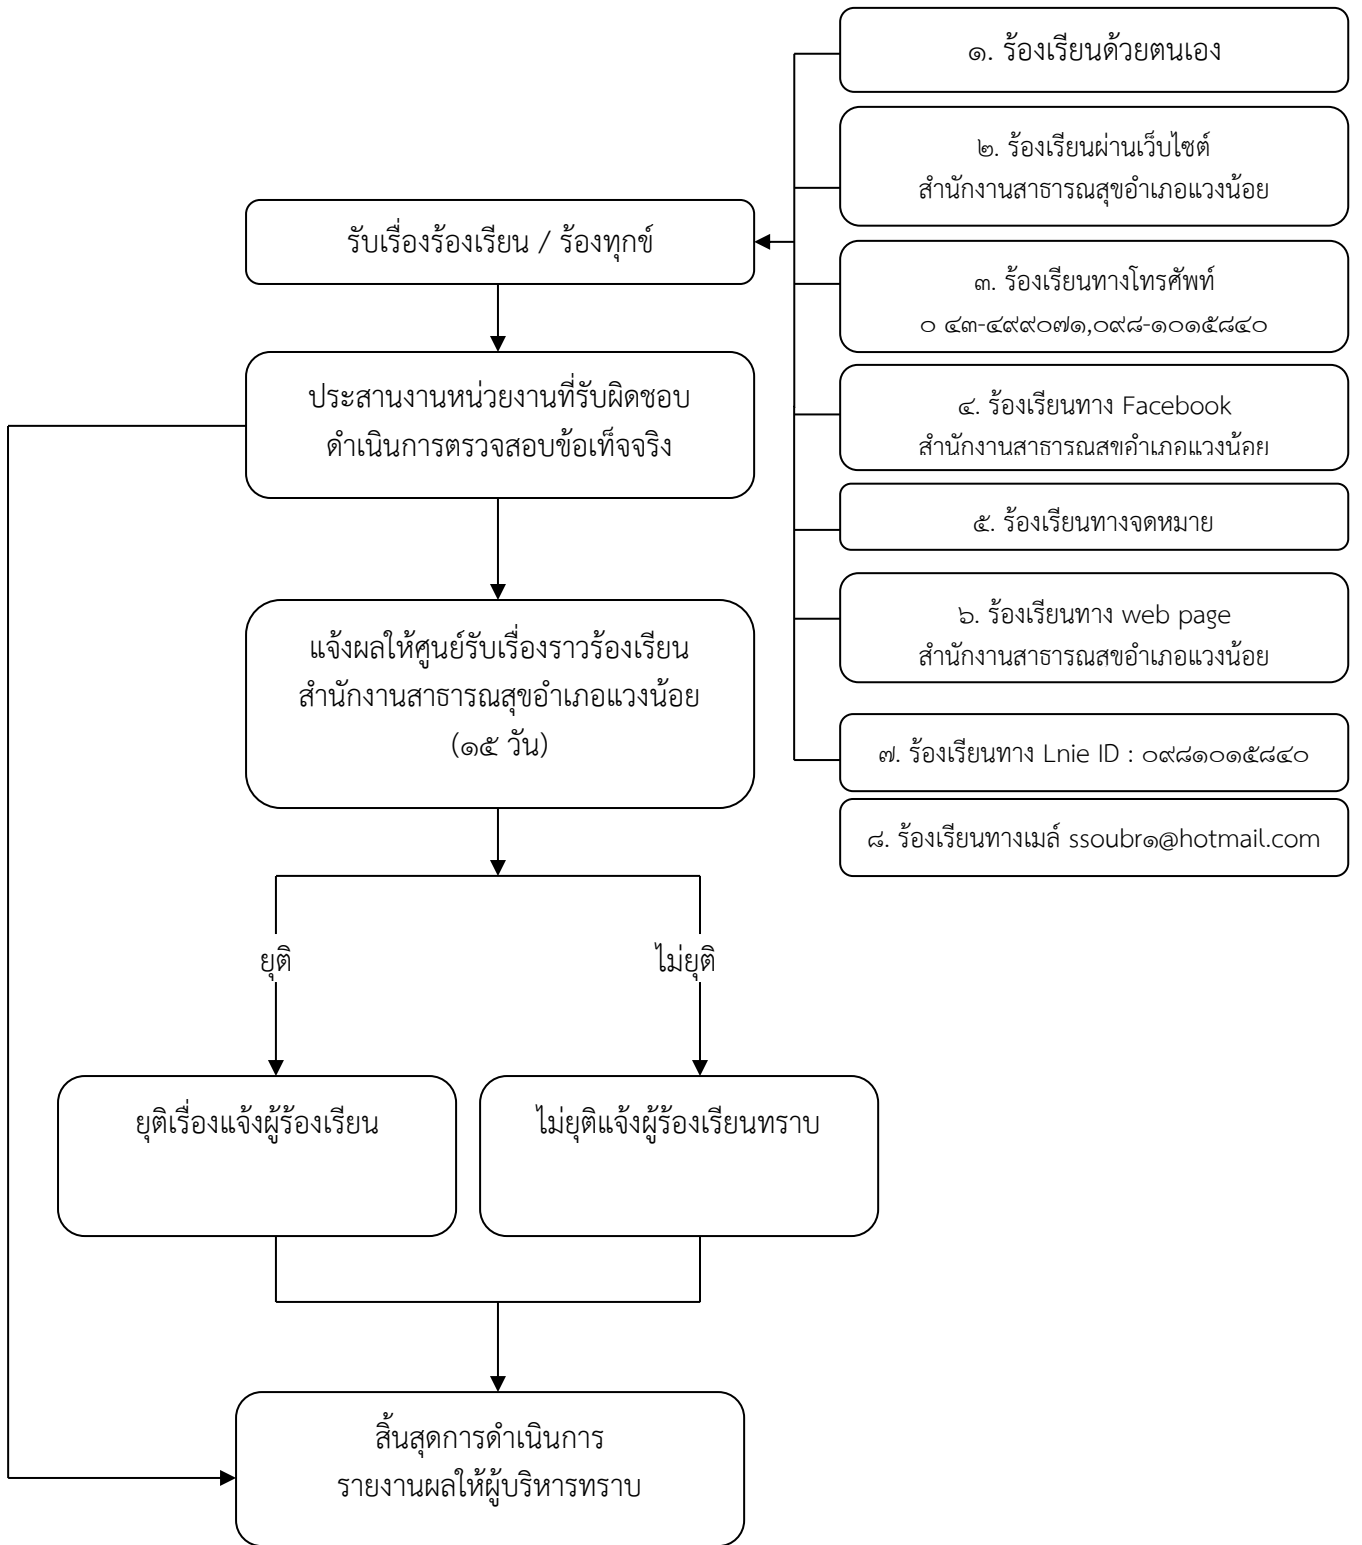 ๑. ร้องเรียนด้วยตนเอง
๒. ร้องเรียนผ่านเว็บไซต์
สำนักงานสาธารณสุขอำเภอแวงน้อย
รับเรื่องร้องเรียน / ร้องทุกข์
๓. ร้องเรียนทางโทรศัพท์
๐ ๔๓-๔๙๙๐๗๑,๐๙๘-๑๐๑๕๘๔๐
ประสานงานหน่วยงานที่รับผิดชอบ
ดำเนินการตรวจสอบข้อเท็จจริง
๔. ร้องเรียนทาง Facebook
สำนักงานสาธารณสุขอำเภอแวงน้อย
๕. ร้องเรียนทางจดหมาย
๖. ร้องเรียนทาง web page
สำนักงานสาธารณสุขอำเภอแวงน้อย
แจ้งผลให้ศูนย์รับเรื่องราวร้องเรียน
สำนักงานสาธารณสุขอำเภอแวงน้อย
(๑๕ วัน)
๗. ร้องเรียนทาง Lnie ID : ๐๙๘๑๐๑๕๘๔๐
๘. ร้องเรียนทางเมล์ ssoubr๑@hotmail.com
ยุติ
ไม่ยุติ
ยุติเรื่องแจ้งผู้ร้องเรียน
ไม่ยุติแจ้งผู้ร้องเรียนทราบ
สิ้นสุดการดำเนินการ
รายงานผลให้ผู้บริหารทราบ